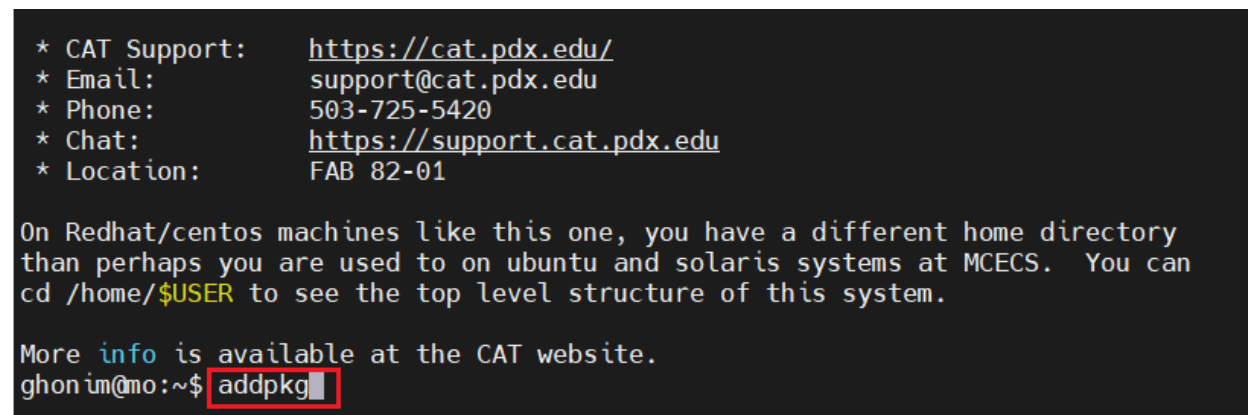 * CAT Support: https://cat.pdx.edu/
* Email: support@cat.pdx.edu
* Phone: 503-725-5420
* Chat: https://support.cat.pdx.edu
* Location: FAB 82-01
On Redhat/centos machines like this one, you have a different home directory
than perhaps you are used to on ubuntu and solaris systems at MCECS. You can
cd /home/$USER to see the top level structure of this system.
More info is available at the CAT website.
ghonim@mo:~$ addpkg